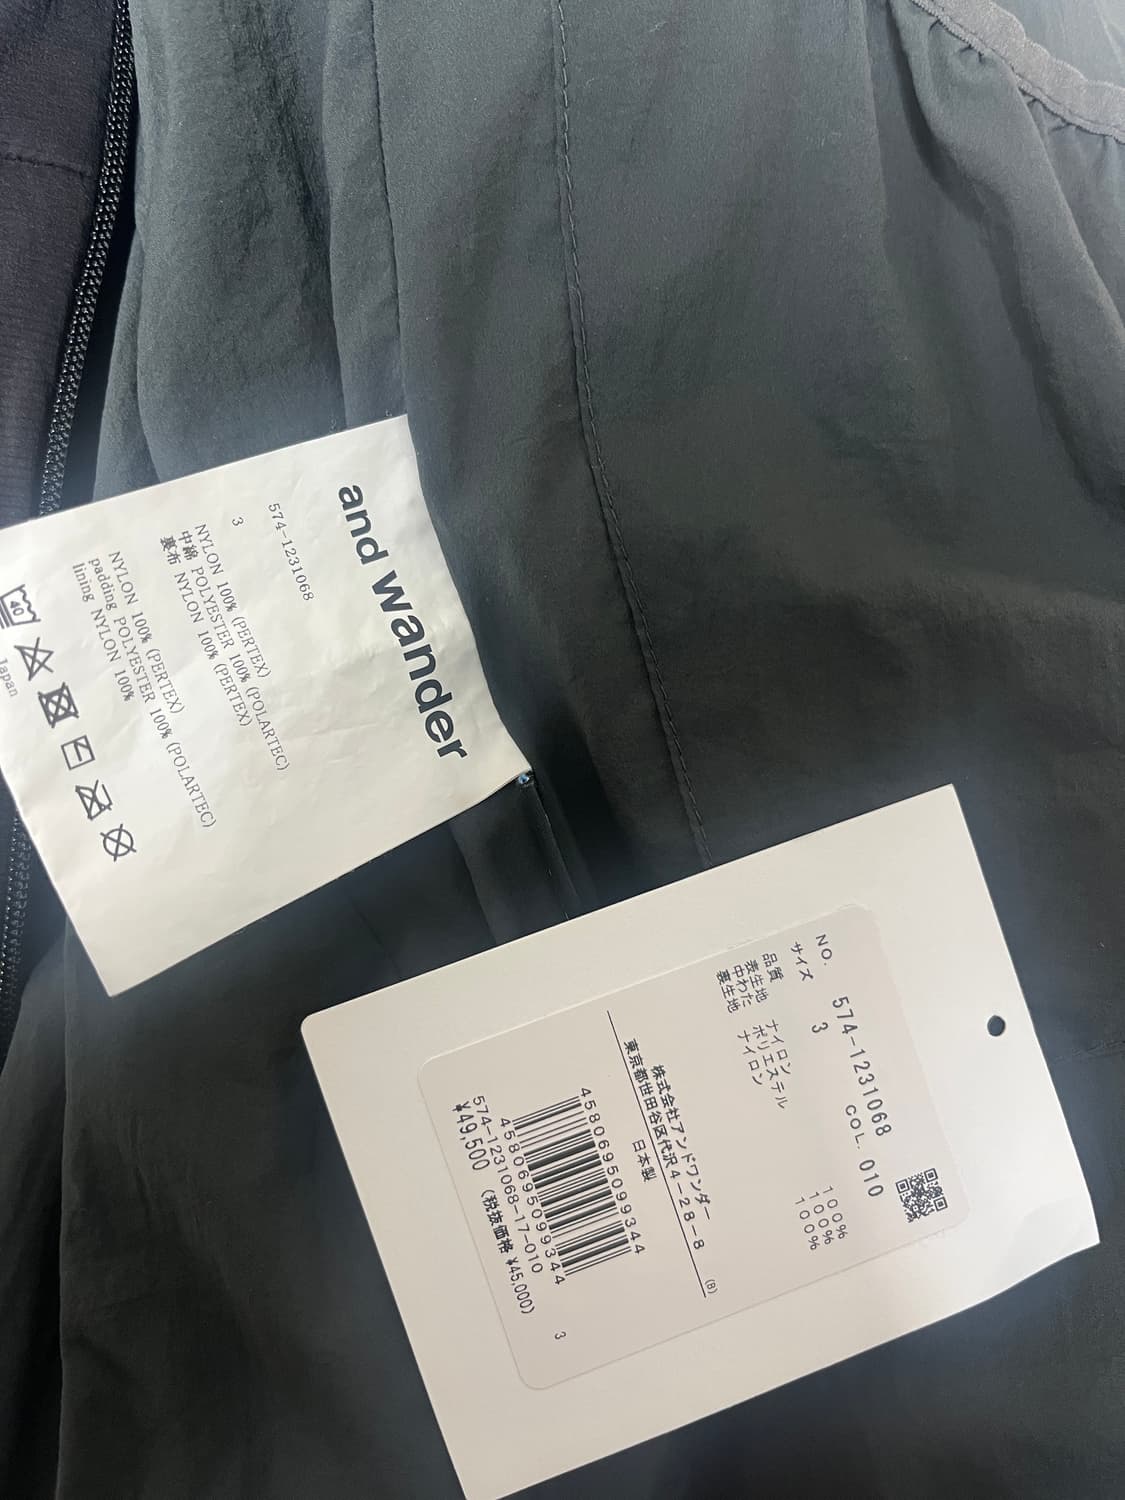 and wander
574-1231068
3
NYLON 100% (PERTEX)
中綿 POLYESTER 100% (POLARTEC)
裏布 NYLON 100% (PERTEX)
NYLON 100% (PERTEX)
padding POLYESTER 100% (POLARTEC)
lining NYLON 100%
40
Japan
NO. 574-1231068 COL. 010
サイズ 3
品質
表生地 ナイロン 100%
中わた ポリエステル 100%
裏生地 ナイロン 100%
株式会社アンドワンダー
東京都世田谷区代沢4-28-8 (B)
日本製
4580695099344
4580695099344
574-1231068-17-010 3
¥49,500 (税抜価格 ¥45,000)